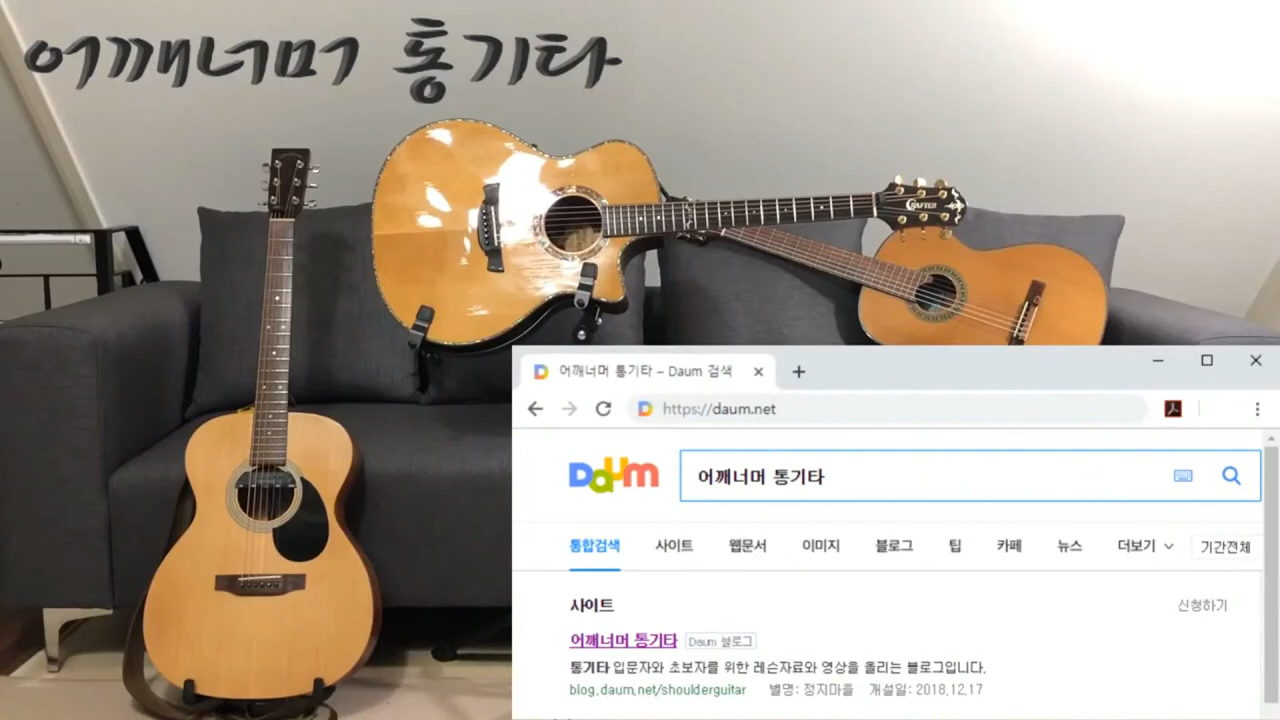 어깨너머 통기타
CRAFTER
어깨너머 통기타 – Daum 검색
https://daum.net
Daum
어깨너머 통기타
통합검색 사이트 웹문서 이미지 블로그 팁 카페 뉴스 더보기 기간전체
사이트 신청하기
어깨너머 통기타 Daum 블로그
통기타 입문자와 초보자를 위한 레슨자료와 영상을 올리는 블로그입니다.
blog.daum.net/shoulderguitar 별명: 정지마을 개설일: 2018.12.17